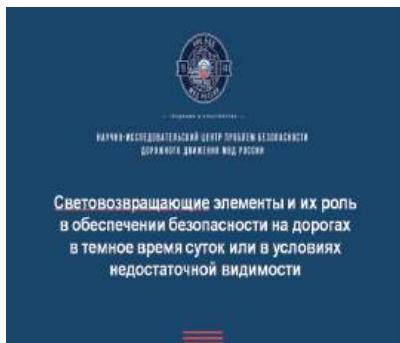 НАУЧНО-ИССЛЕДОВАТЕЛЬСКИЙ ЦЕНТР ПРОБЛЕМ БЕЗОПАСНОСТИ
ДОРОЖНОГО ДВИЖЕНИЯ МВД РОССИИ
Световозвращающие элементы и их роль
в обеспечении безопасности на дорогах
в темное время суток или в условиях
недостаточной видимости